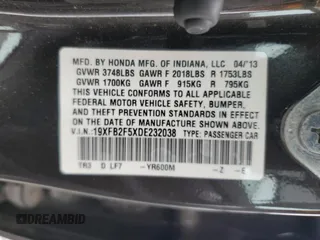 MFD. BY HONDA MFG. OF INDIANA, LLC 04/13
GVWR 3748LBS GAWR F 2018LBS R 1753LBS
GVWR 1700KG GAWR F 915KG R 795KG
THIS VEHICLE CONFORMS TO ALL APPLICABLE
FEDERAL MOTOR VEHICLE SAFETY, BUMPER,
AND THEFT PREVENTION STANDARDS IN EFFECT
ON THE DATE OF MANUFACTURE SHOWN ABOVE.
V.I.N.: 19XFB2F5XDE232038 TYPE: PASSENGER CAR
TR3 D LF7 -YR600M -Z -E
DREAMBID